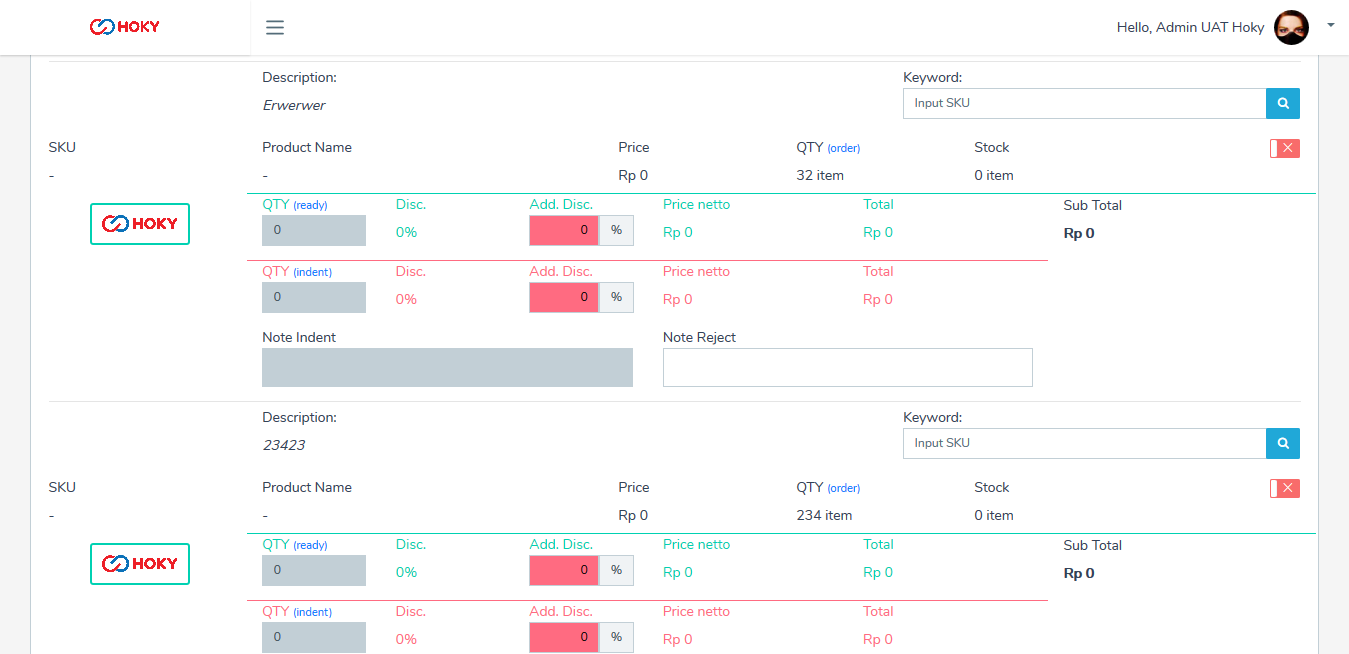 HOKY
Hello, Admin UAT Hoky
Description:
Keyword:
Erwerwer
Input SKU
SKU
Product Name
Price
QTY (order)
Stock
-
-
Rp 0
32 item
0 item
HOKY
QTY (ready)
Disc.
Add. Disc.
Price netto
Total
Sub Total
0
0%
0
%
Rp 0
Rp 0
Rp 0
QTY (indent)
Disc.
Add. Disc.
Price netto
Total
0
0%
0
%
Rp 0
Rp 0
Note Indent
Note Reject
Description:
Keyword:
23423
Input SKU
SKU
Product Name
Price
QTY (order)
Stock
-
-
Rp 0
234 item
0 item
HOKY
QTY (ready)
Disc.
Add. Disc.
Price netto
Total
Sub Total
0
0%
0
%
Rp 0
Rp 0
Rp 0
QTY (indent)
Disc.
Add. Disc.
Price netto
Total
0
0%
0
%
Rp 0
Rp 0